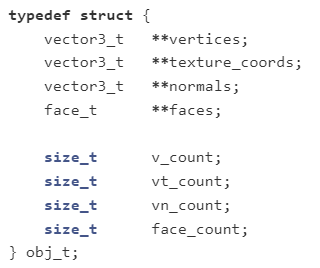 typedef struct {
    vector3_t   **vertices;
    vector3_t   **texture_coords;
    vector3_t   **normals;
    face_t      **faces;

    size_t      v_count;
    size_t      vt_count;
    size_t      vn_count;
    size_t      face_count;
} obj_t;